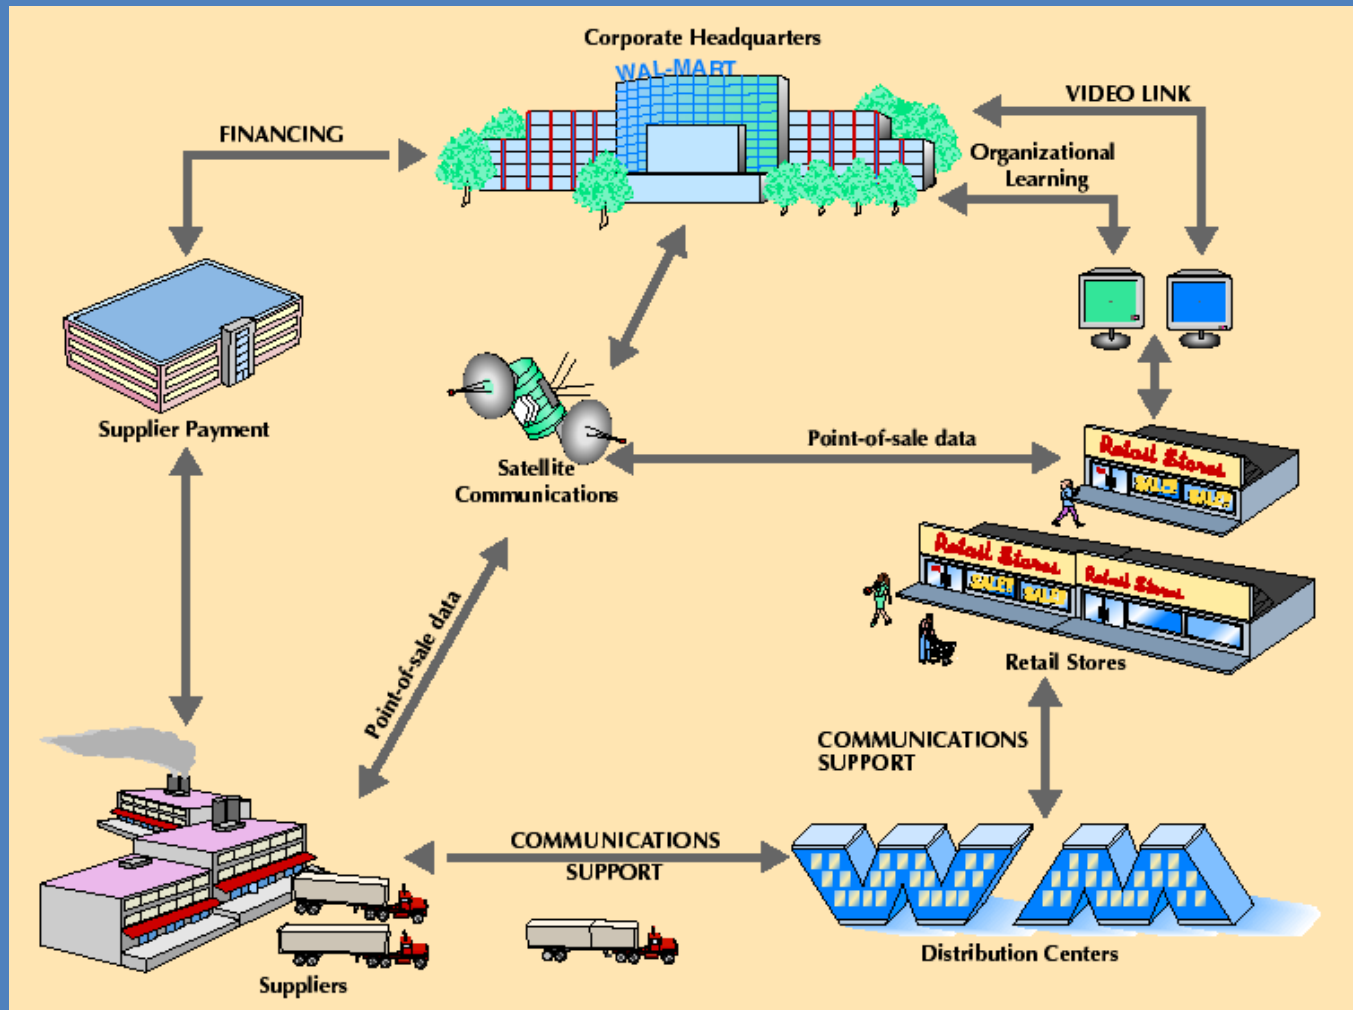 Corporate Headquarters
WAL-MART
VIDEO LINK
FINANCING
Organizational
Learning
Supplier Payment
Satellite
Communications
Point-of-sale data
Retail Stores
SALE
SALE
Retail Stores
Retail Stores
SALE
SALE
Retail Stores
Point-of-sale data
COMMUNICATIONS
SUPPORT
COMMUNICATIONS
SUPPORT
WM
Distribution Centers
Suppliers